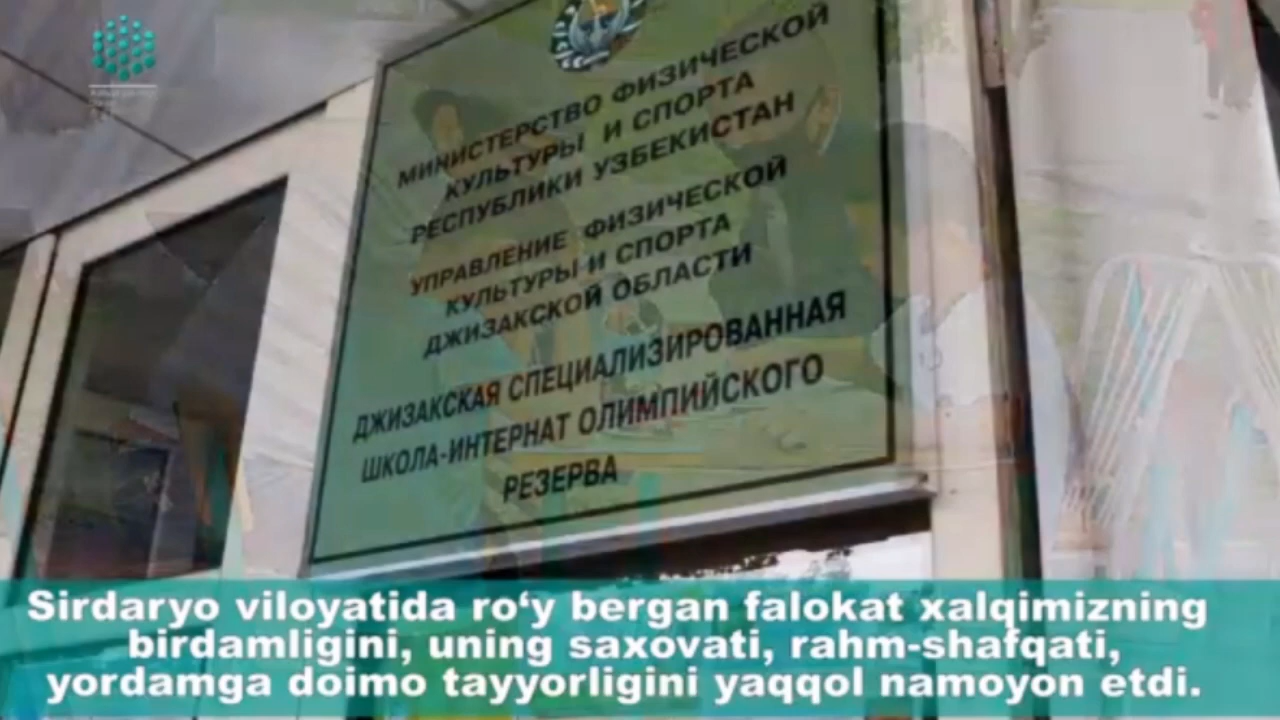 МИНИСТЕРСТВО ФИЗИЧЕСКОЙ
КУЛЬТУРЫ И СПОРТА
РЕСПУБЛИКИ УЗБЕКИСТАН
УПРАВЛЕНИЕ ФИЗИЧЕСКОЙ
КУЛЬТУРЫ И СПОРТА
ДЖИЗАКСКОЙ ОБЛАСТИ
ДЖИЗАКСКАЯ СПЕЦИАЛИЗИРОВАННАЯ
ШКОЛА-ИНТЕРНАТ ОЛИМПИЙСКОГО
РЕЗЕРВА
Sirdaryo viloyatida ro‘y bergan falokat xalqimizning
birdamligini, uning saxovati, rahm-shafqati,
yordamga doimo tayyorligini yaqqol namoyon etdi.